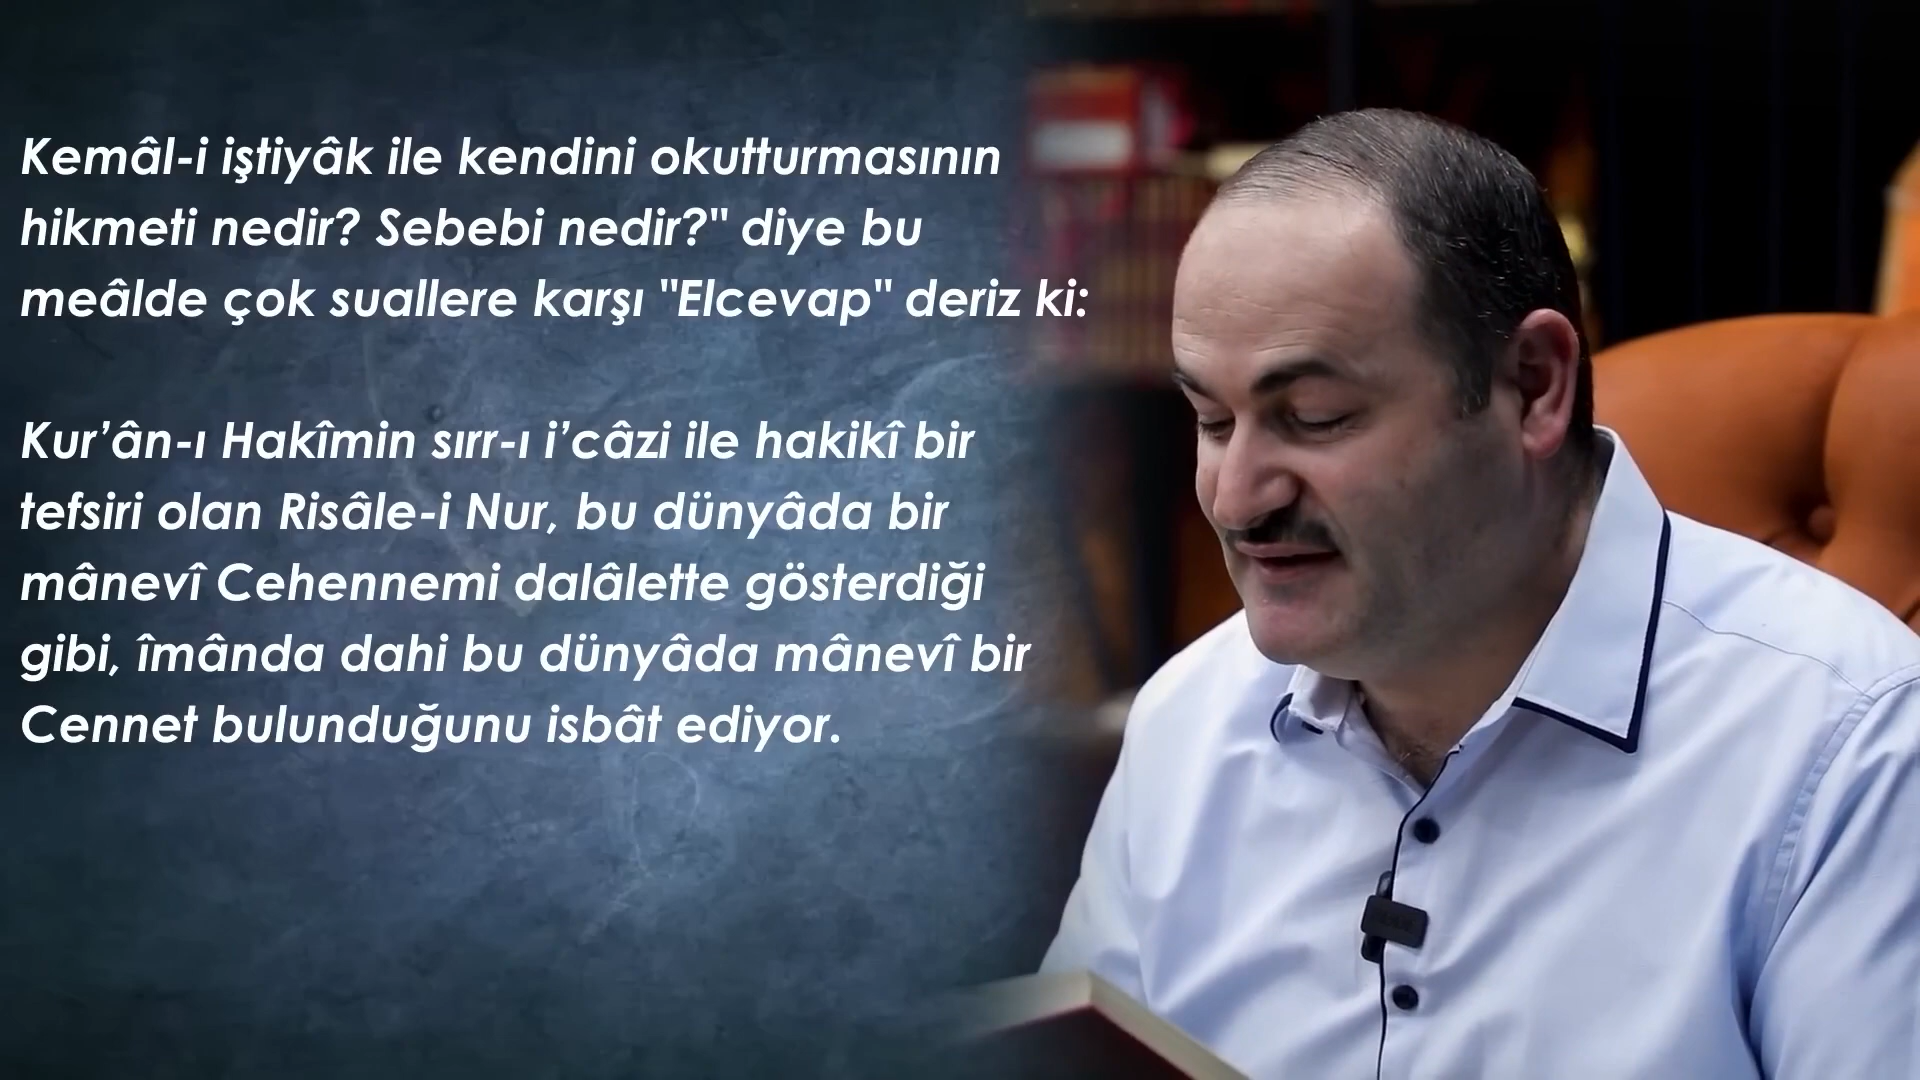 Kemâl-i iştiyâk ile kendini okutturmasının
hikmeti nedir? Sebebi nedir?" diye bu
meâlde çok suallere karşı "Elcevap" deriz ki:
Kur’ân-ı Hakîmin sırr-ı i’câzi ile hakikî bir
tefsiri olan Risâle-i Nur, bu dünyâda bir
mânevî Cehennemi dalâlette gösterdiği
gibi, îmânda dahi bu dünyâda mânevî bir
Cennet bulunduğunu isbât ediyor.